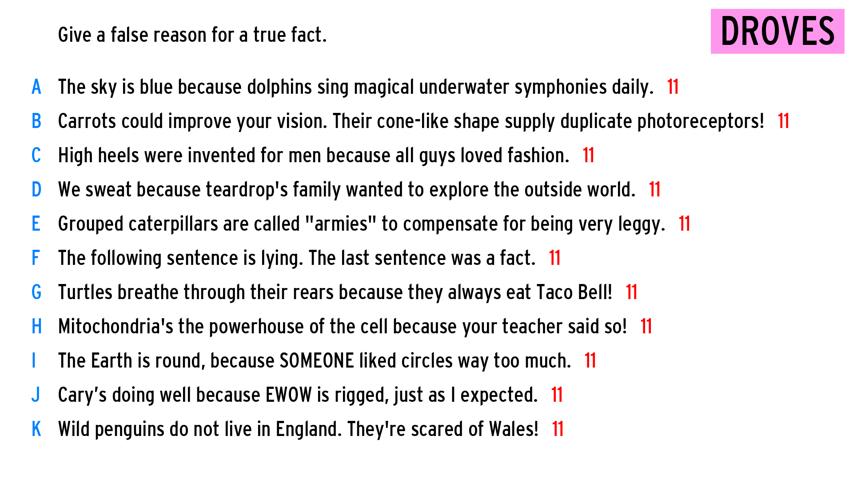 Give a false reason for a true fact.
DROVES
A The sky is blue because dolphins sing magical underwater symphonies daily. 11
B Carrots could improve your vision. Their cone-like shape supply duplicate photoreceptors! 11
C High heels were invented for men because all guys loved fashion. 11
D We sweat because teardrop's family wanted to explore the outside world. 11
E Grouped caterpillars are called "armies" to compensate for being very leggy. 11
F The following sentence is lying. The last sentence was a fact. 11
G Turtles breathe through their rears because they always eat Taco Bell! 11
H Mitochondria's the powerhouse of the cell because your teacher said so! 11
I The Earth is round, because SOMEONE liked circles way too much. 11
J Cary’s doing well because EWOW is rigged, just as I expected. 11
K Wild penguins do not live in England. They're scared of Wales! 11